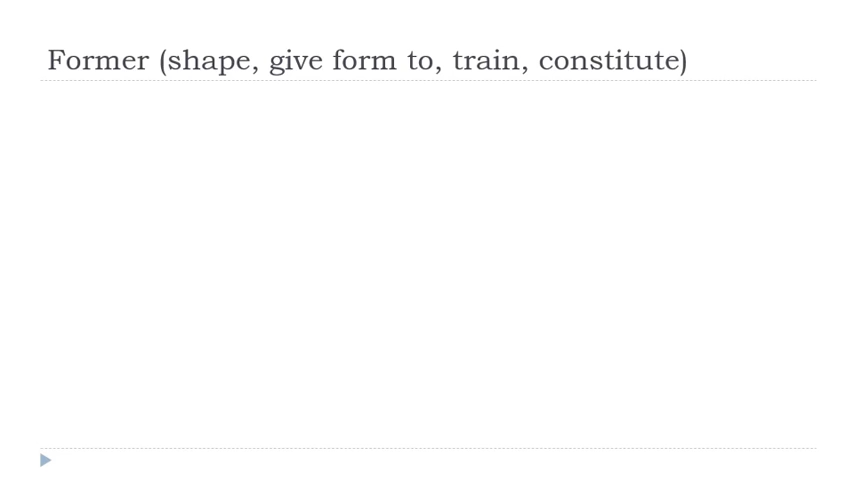 Former (shape, give form to, train, constitute)